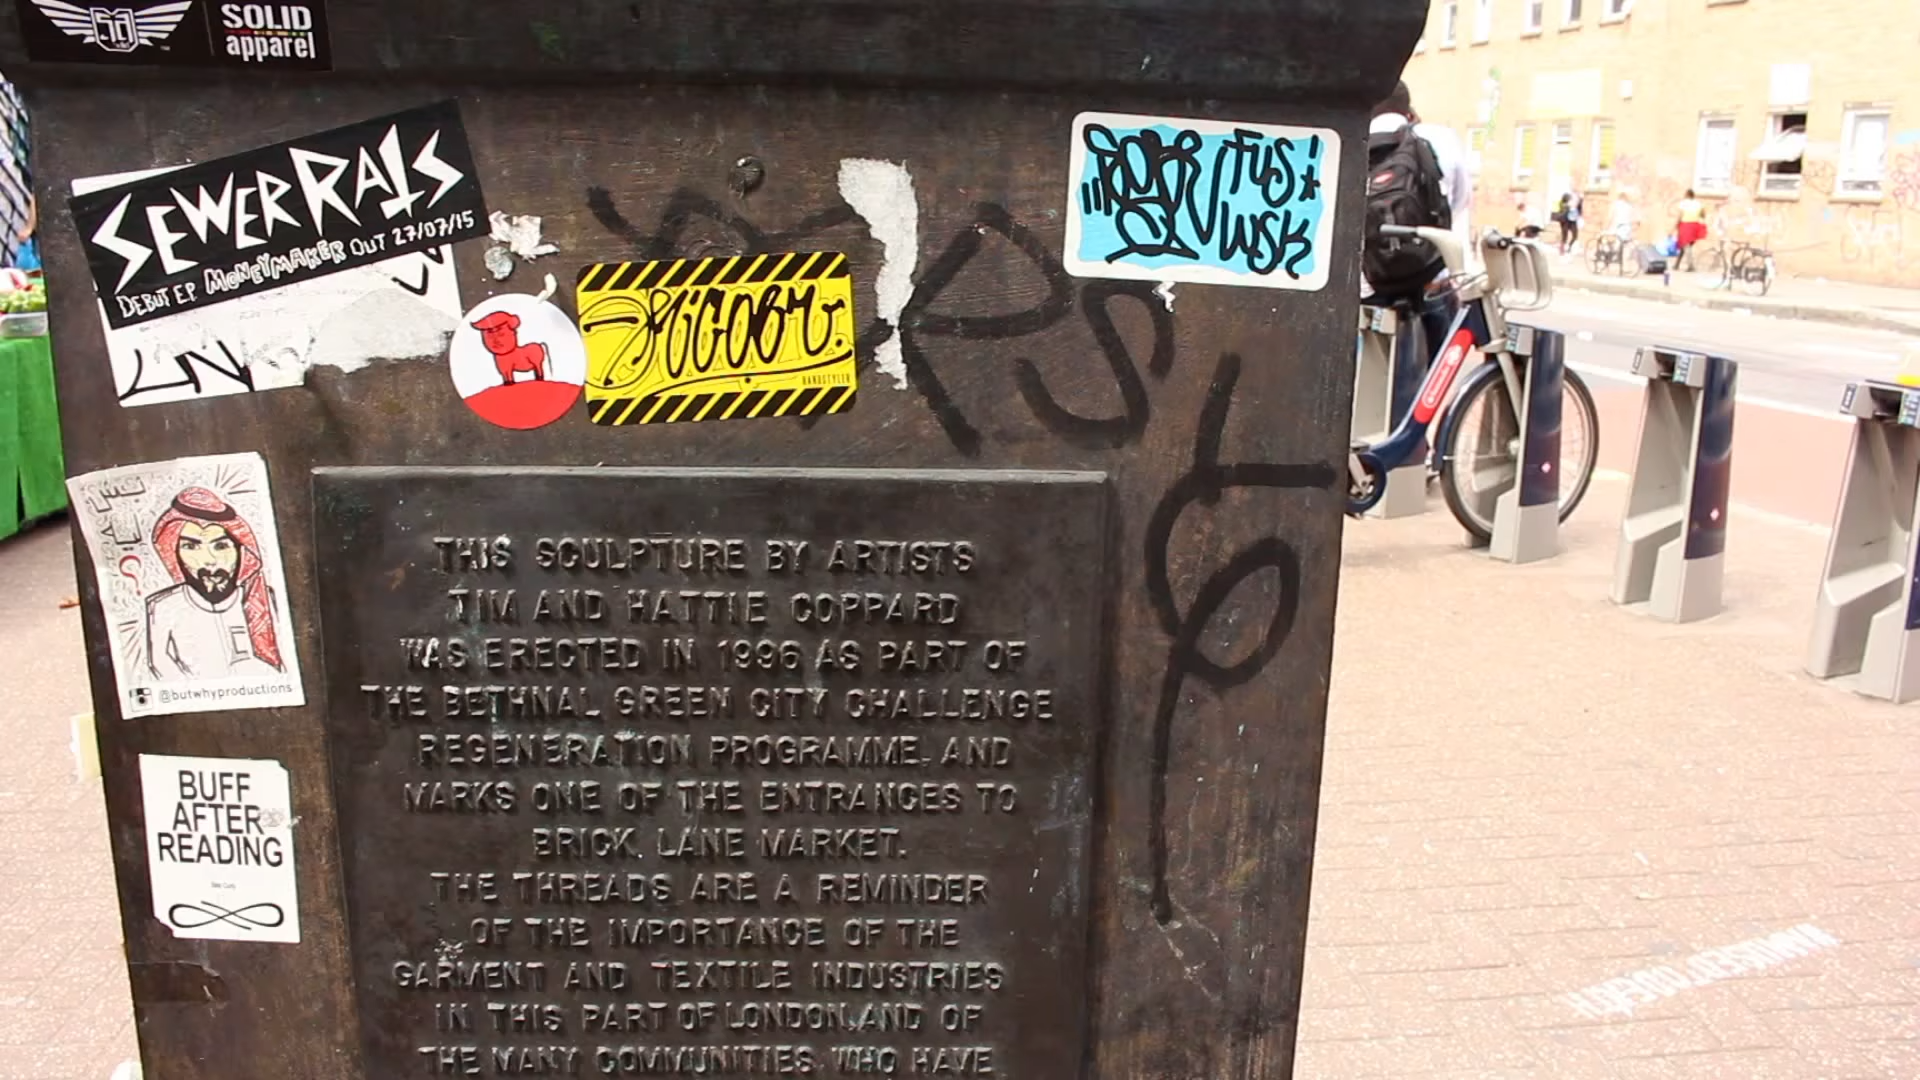 SOLID
apparel
SEWER RATS
DEBUT E.P. MONEYMAKER OUT 27/07/15
HANDSTYLER
FUS
WSK
@butwhyproductions
BUFF
AFTER
READING
THIS SCULPTURE BY ARTISTS
TIM AND HATTIE COPPARD
WAS ERECTED IN 1996 AS PART OF
THE BETHNAL GREEN CITY CHALLENGE
REGENERATION PROGRAMME, AND
MARKS ONE OF THE ENTRANCES TO
BRICK LANE MARKET.
THE THREADS ARE A REMINDER
OF THE IMPORTANCE OF THE
GARMENT AND TEXTILE INDUSTRIES
IN THIS PART OF LONDON, AND OF
THE MANY COMMUNITIES WHO HAVE